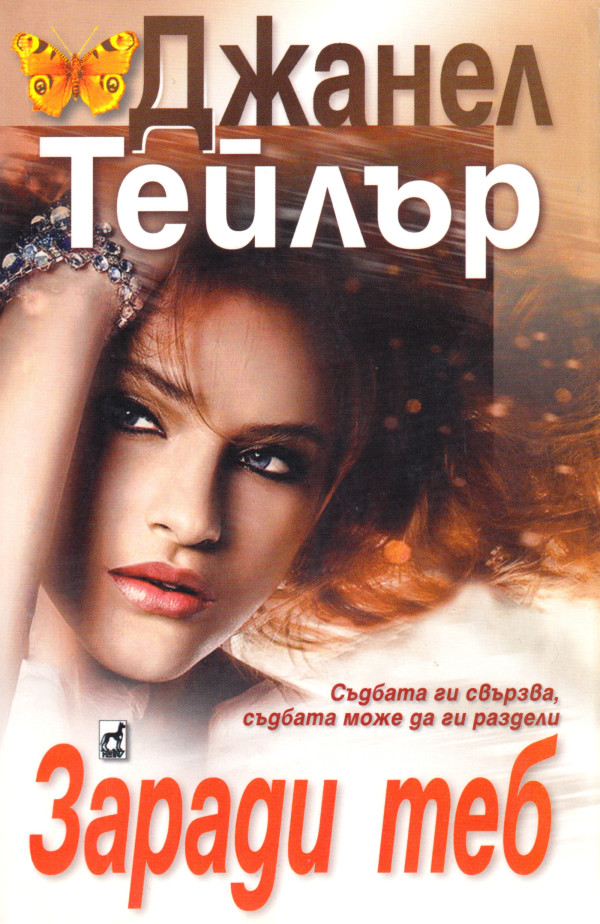 Джанел
Тейлър
Съдбата ги свързва,
съдбата може да ги раздели
Заради теб